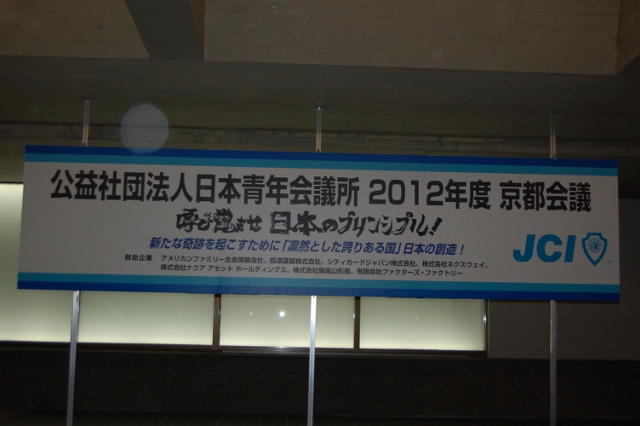 公益社団法人日本青年会議所 2012年度 京都会議
呼び覚ませ 日本のプリンシプル!
新たな奇跡を起こすために「凛然とした誇りある国」日本の創造!
JCI
賛助企業 アメリカンファミリー生命保険会社、西濃運輸株式会社、シティカードジャパン株式会社、株式会社ネクスウェイ、
株式会社ナクア アセット ホールディングス、株式会社銀座山形屋、有限会社ファクターズ・ファクトリー